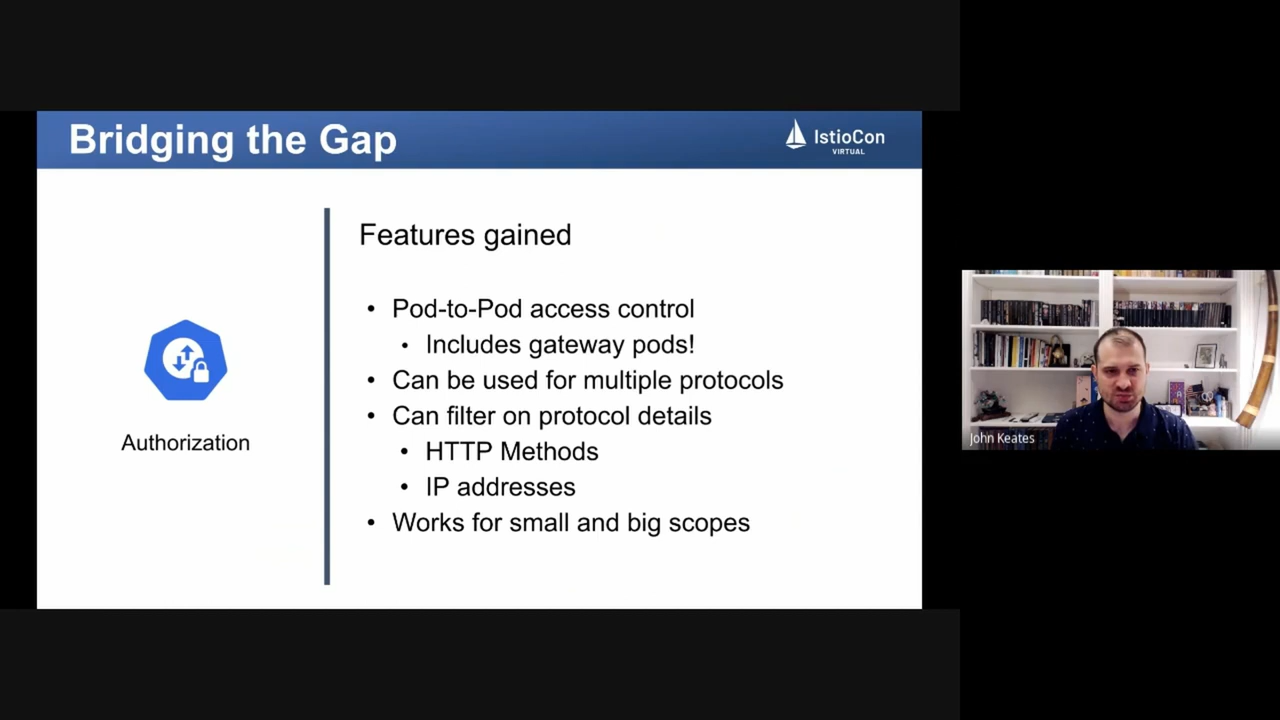 Bridging the Gap
IstioCon
VIRTUAL
Authorization
Features gained
• Pod-to-Pod access control
• Includes gateway pods!
• Can be used for multiple protocols
• Can filter on protocol details
• HTTP Methods
• IP addresses
• Works for small and big scopes
John Keates